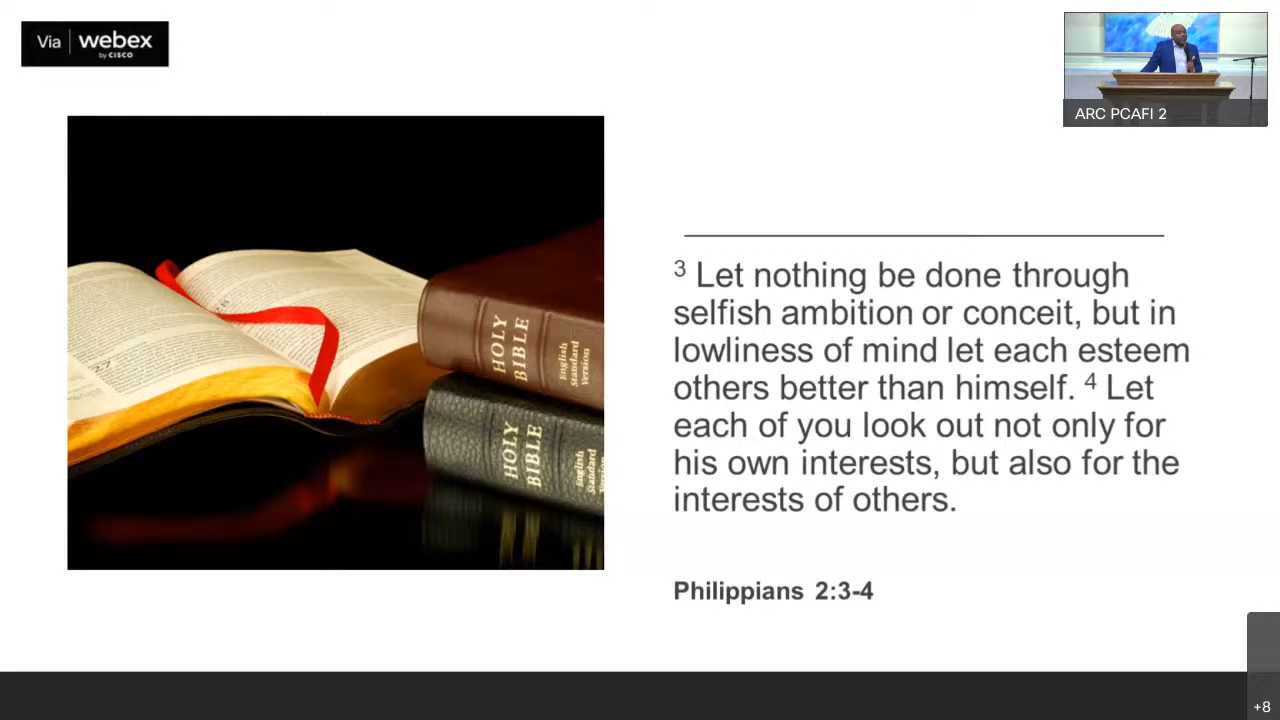 Via | webex
by CISCO
ARC PCAFI 2
3 Let nothing be done through
selfish ambition or conceit, but in
lowliness of mind let each esteem
others better than himself. 4 Let
each of you look out not only for
his own interests, but also for the
interests of others.
Philippians 2:3-4
HOLY
BIBLE
English
Standard
Version
HOLY
BIBLE
English
Standard
+8